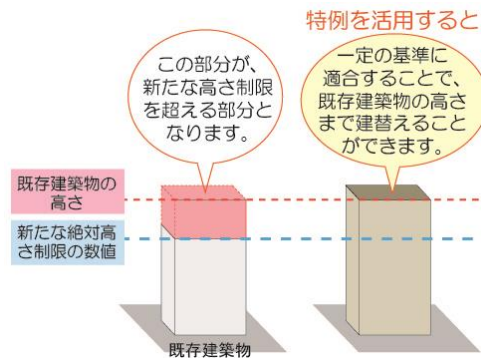 特例を活用すると
この部分が、
新たな高さ制限
を超える部分と
なります。
一定の基準に
適合することで、
既存建築物の高さ
まで建替えること
ができます。
既存建築物の
高さ
新たな絶対高
さ制限の数値
既存建築物